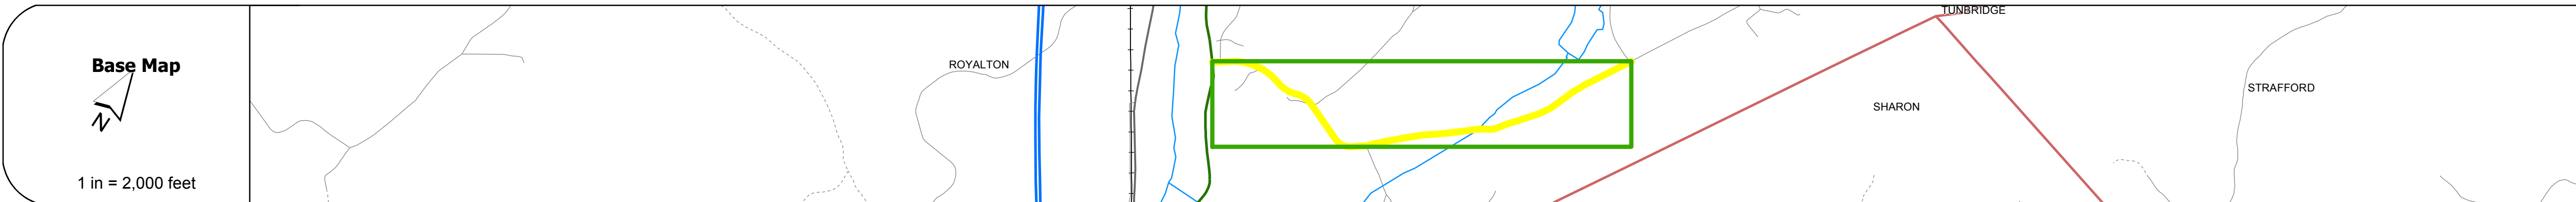 Base Map
N
1 in = 2,000 feet
ROYALTON
TUNBRIDGE
SHARON
STRAFFORD